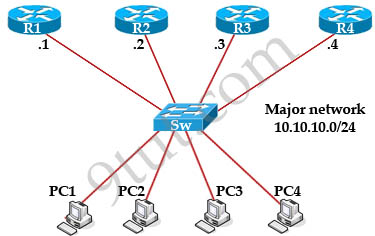 R1 R2 R3 R4
.1 .2 .3 .4
Major network
10.10.10.0/24
Sw
PC1 PC2 PC3 PC4
9tut.com